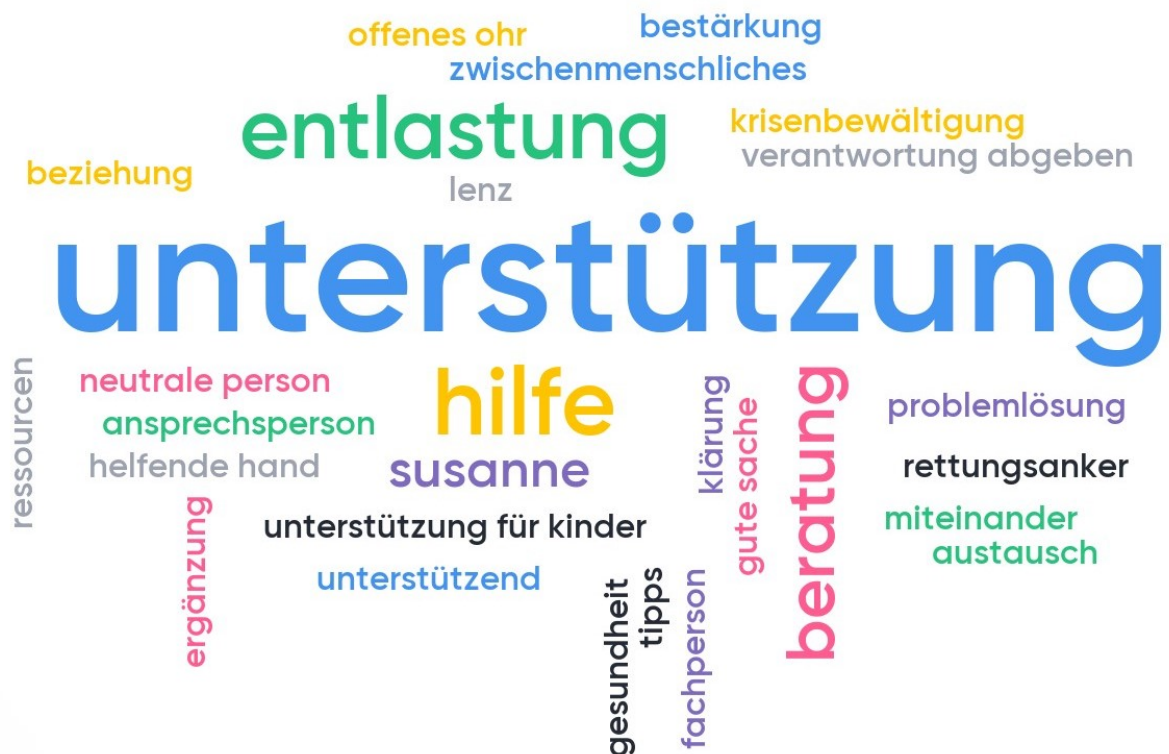 offenes ohr
bestärkung
zwischenmenschliches
entlastung
krisenbewältigung
verantwortung abgeben
beziehung
lenz
unterstützung
ressourcen
neutrale person
ansprechsperson
helfende hand
hilfe
susanne
klärung
gute sache
beratung
problemlösung
rettungsanker
miteinander
austausch
ergänzung
unterstützung für kinder
unterstützend
gesundheit
tipps
fachperson